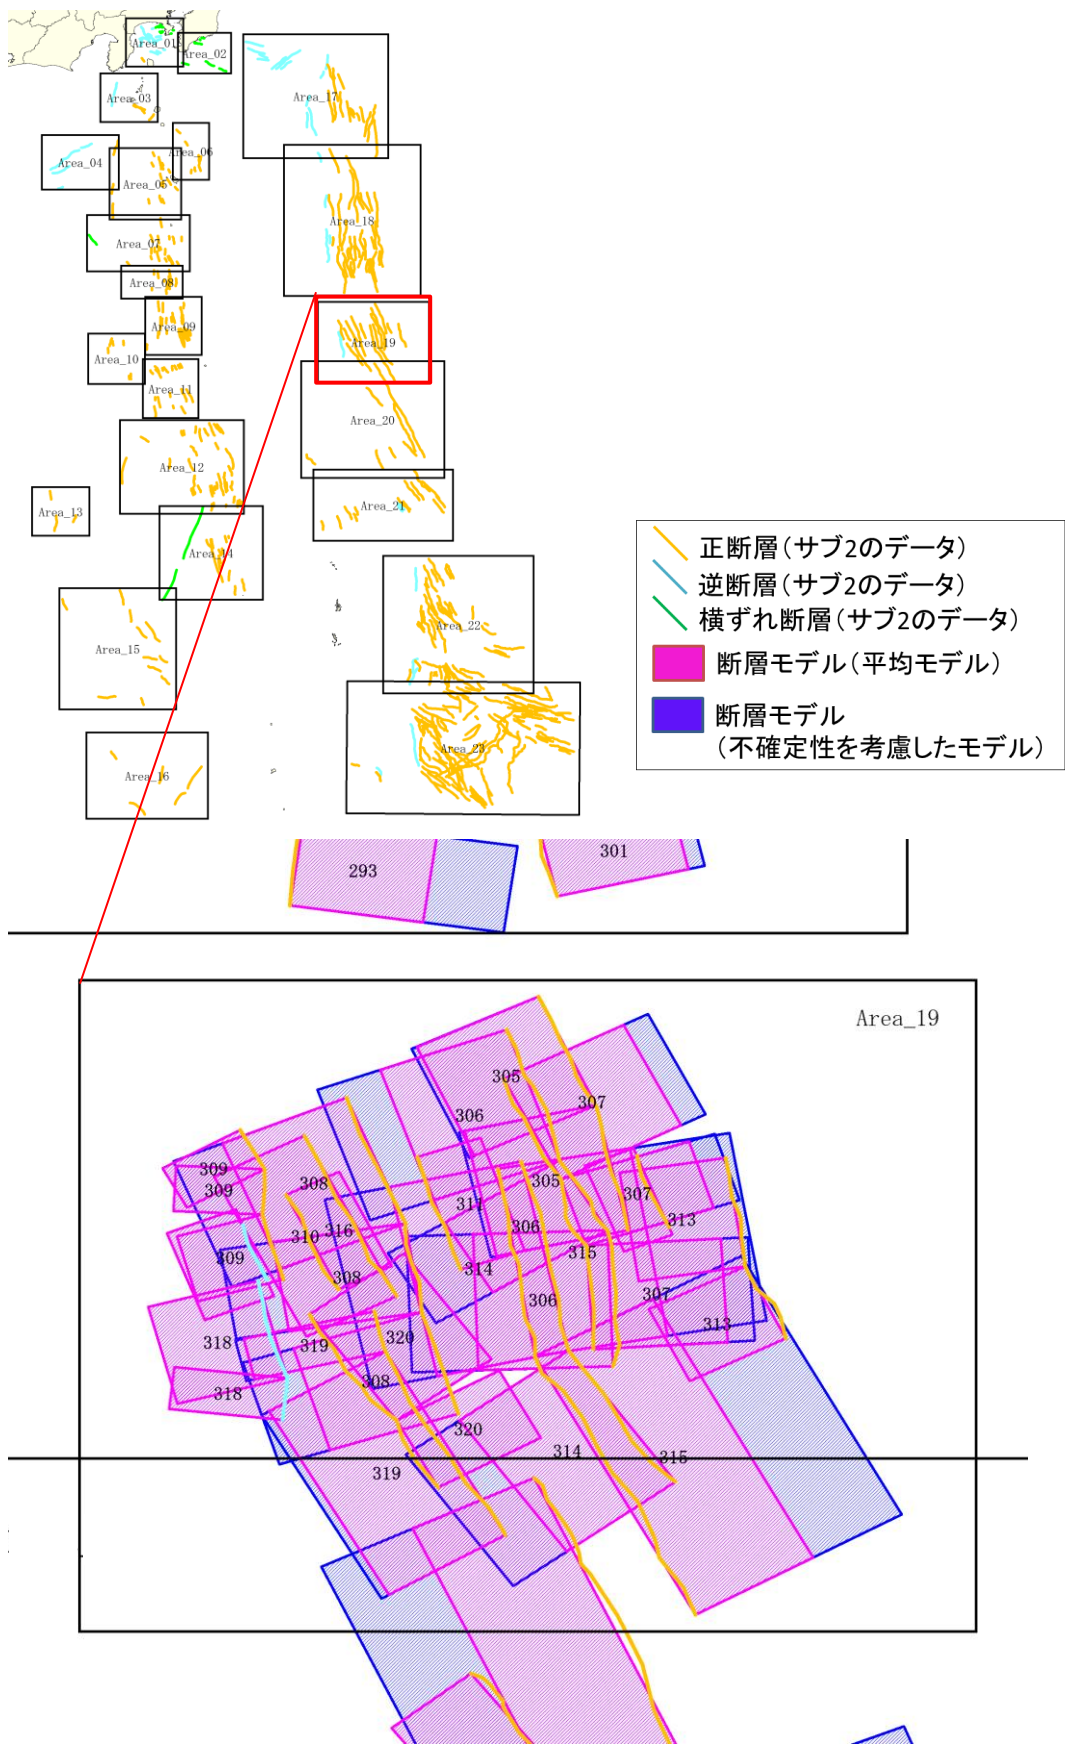 Area_01
Area_02
Area_17
Area_03
Area_04
Area_06
Area_05
Area_18
Area_07
Area_08
Area_09
Area_19
Area_10
Area_11
Area_20
Area_12
Area_21
Area_13
Area_14
Area_22
Area_15
Area_23
Area_16
正断層(サブ2のデータ)
逆断層(サブ2のデータ)
横ずれ断層(サブ2のデータ)
断層モデル(平均モデル)
断層モデル
(不確定性を考慮したモデル)
293
301
Area_19
305
306
307
309
309
308
305
307
311
313
306
310
316
315
309
314
308
307
306
313
318
319
320
318
308
320
314
315
319